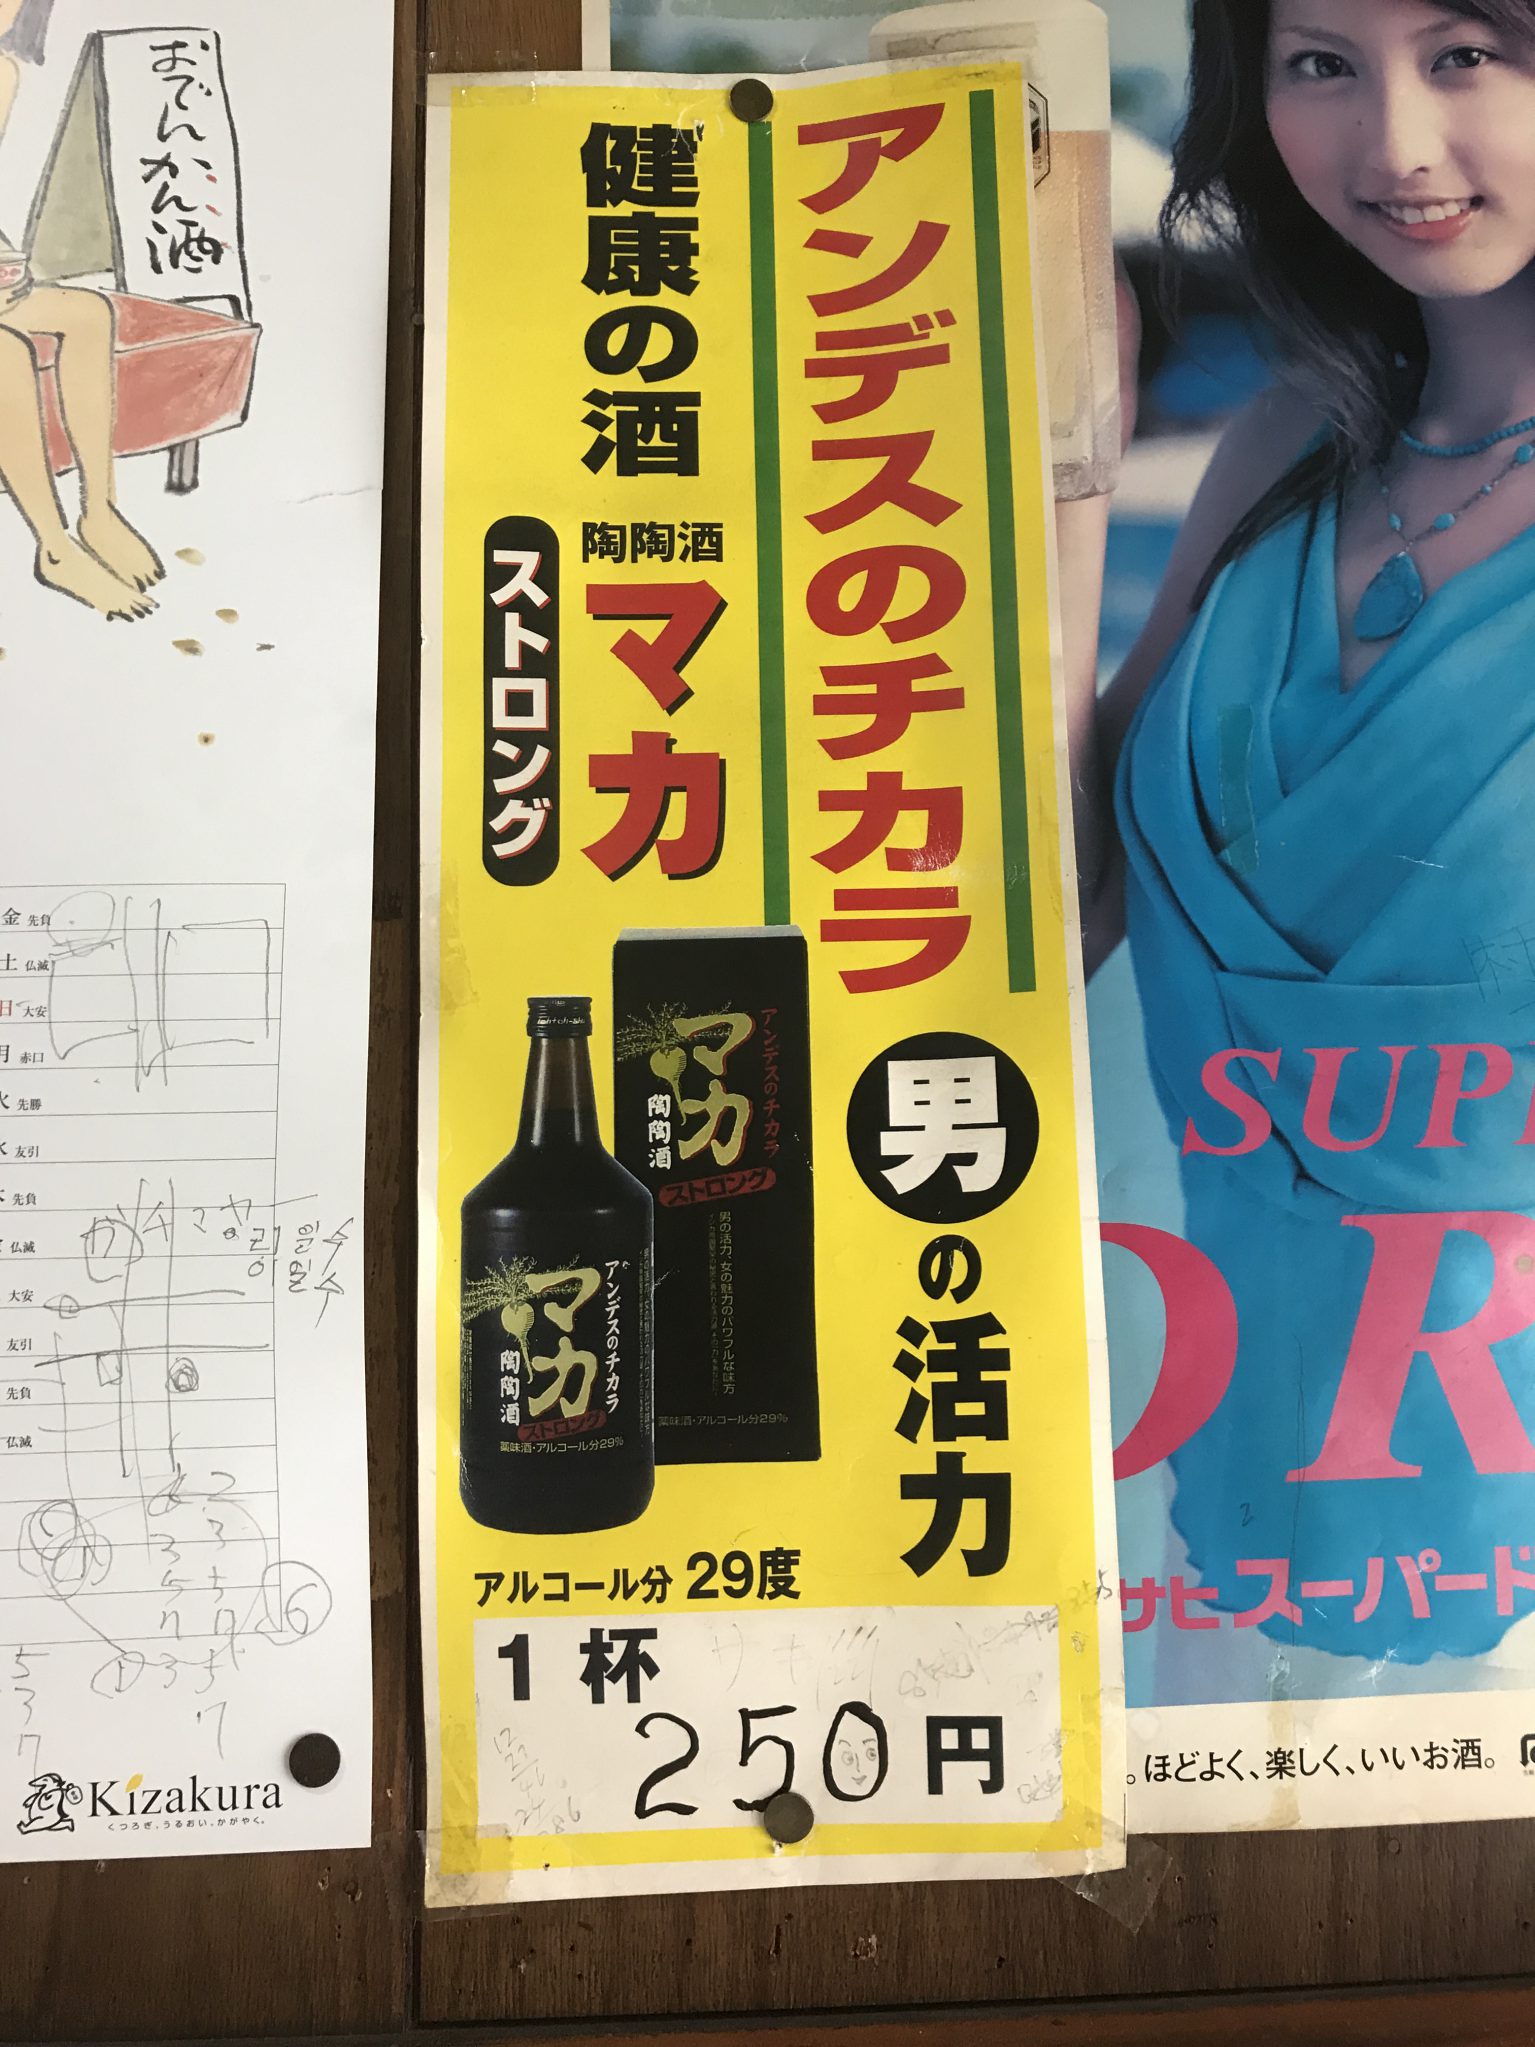 おでんかん酒
アンデスのチカラ
男の活力
健康の酒
陶陶酒
マカ
ストロング
アンデスのチカラ
マカ
陶陶酒
ストロング
男の活力、女の魅力のパワフルな味方
薬味酒・アルコール分29%
アンデスのチカラ
マカ
陶陶酒
ストロング
薬味酒・アルコール分29%
アルコール分 29度
1杯
250円
金 先負
土 仏滅
日 大安
月 赤口
火 先勝
水 友引
木 先負
仏滅
大安
友引
先負
仏滅
6
Kizakura
くつろぎ、うるおい、かがやく。
SUP
R
サヒスーパード
。ほどよく、楽しく、いいお酒。